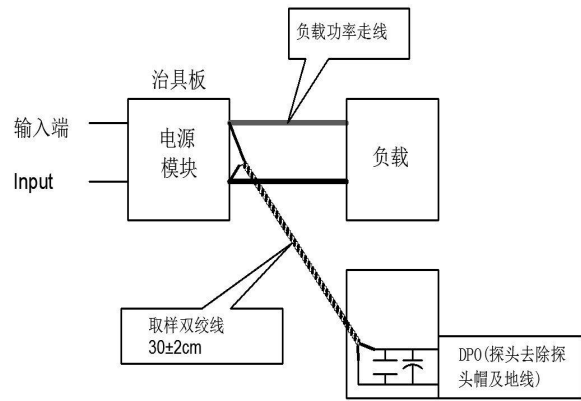 负载功率走线
治具板
输入端
Input
电源
模块
负载
取样双绞线
30±2cm
DPO(探头去除探
头帽及地线)